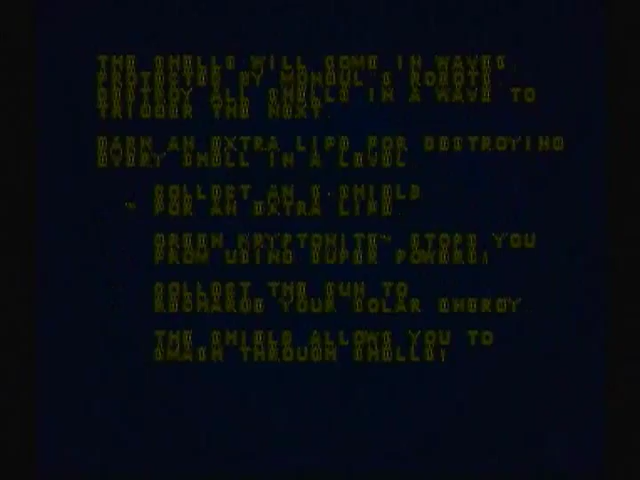 THE SHELLS WILL COME IN WAVES
PROTECTED BY MONGUL'S ROBOTS.
DESTROY ALL SHELLS IN A WAVE TO
TRIGGER THE NEXT.
EARN AN EXTRA LIFE FOR DESTROYING
EVERY SHELL IN A LEVEL.
COLLECT AN S-SHIELD
FOR AN EXTRA LIFE.
GREEN KRYPTONITE™ STOPS YOU
FROM USING SUPER POWERS!
COLLECT THE SUN TO
RECHARGE YOUR SOLAR ENERGY.
THE SHIELD ALLOWS YOU TO
SMASH THROUGH SHELLS!